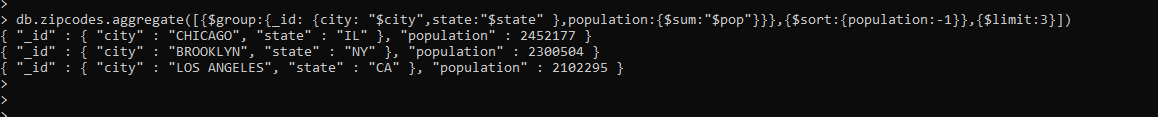 >
> db.zipcodes.aggregate([{$group:{_id: {city: "$city",state:"$state" },population:{$sum:"$pop"}}},{$sort:{population:-1}},{$limit:3}])
{ "_id" : { "city" : "CHICAGO", "state" : "IL" }, "population" : 2452177 }
{ "_id" : { "city" : "BROOKLYN", "state" : "NY" }, "population" : 2300504 }
{ "_id" : { "city" : "LOS ANGELES", "state" : "CA" }, "population" : 2102295 }
>
>
>